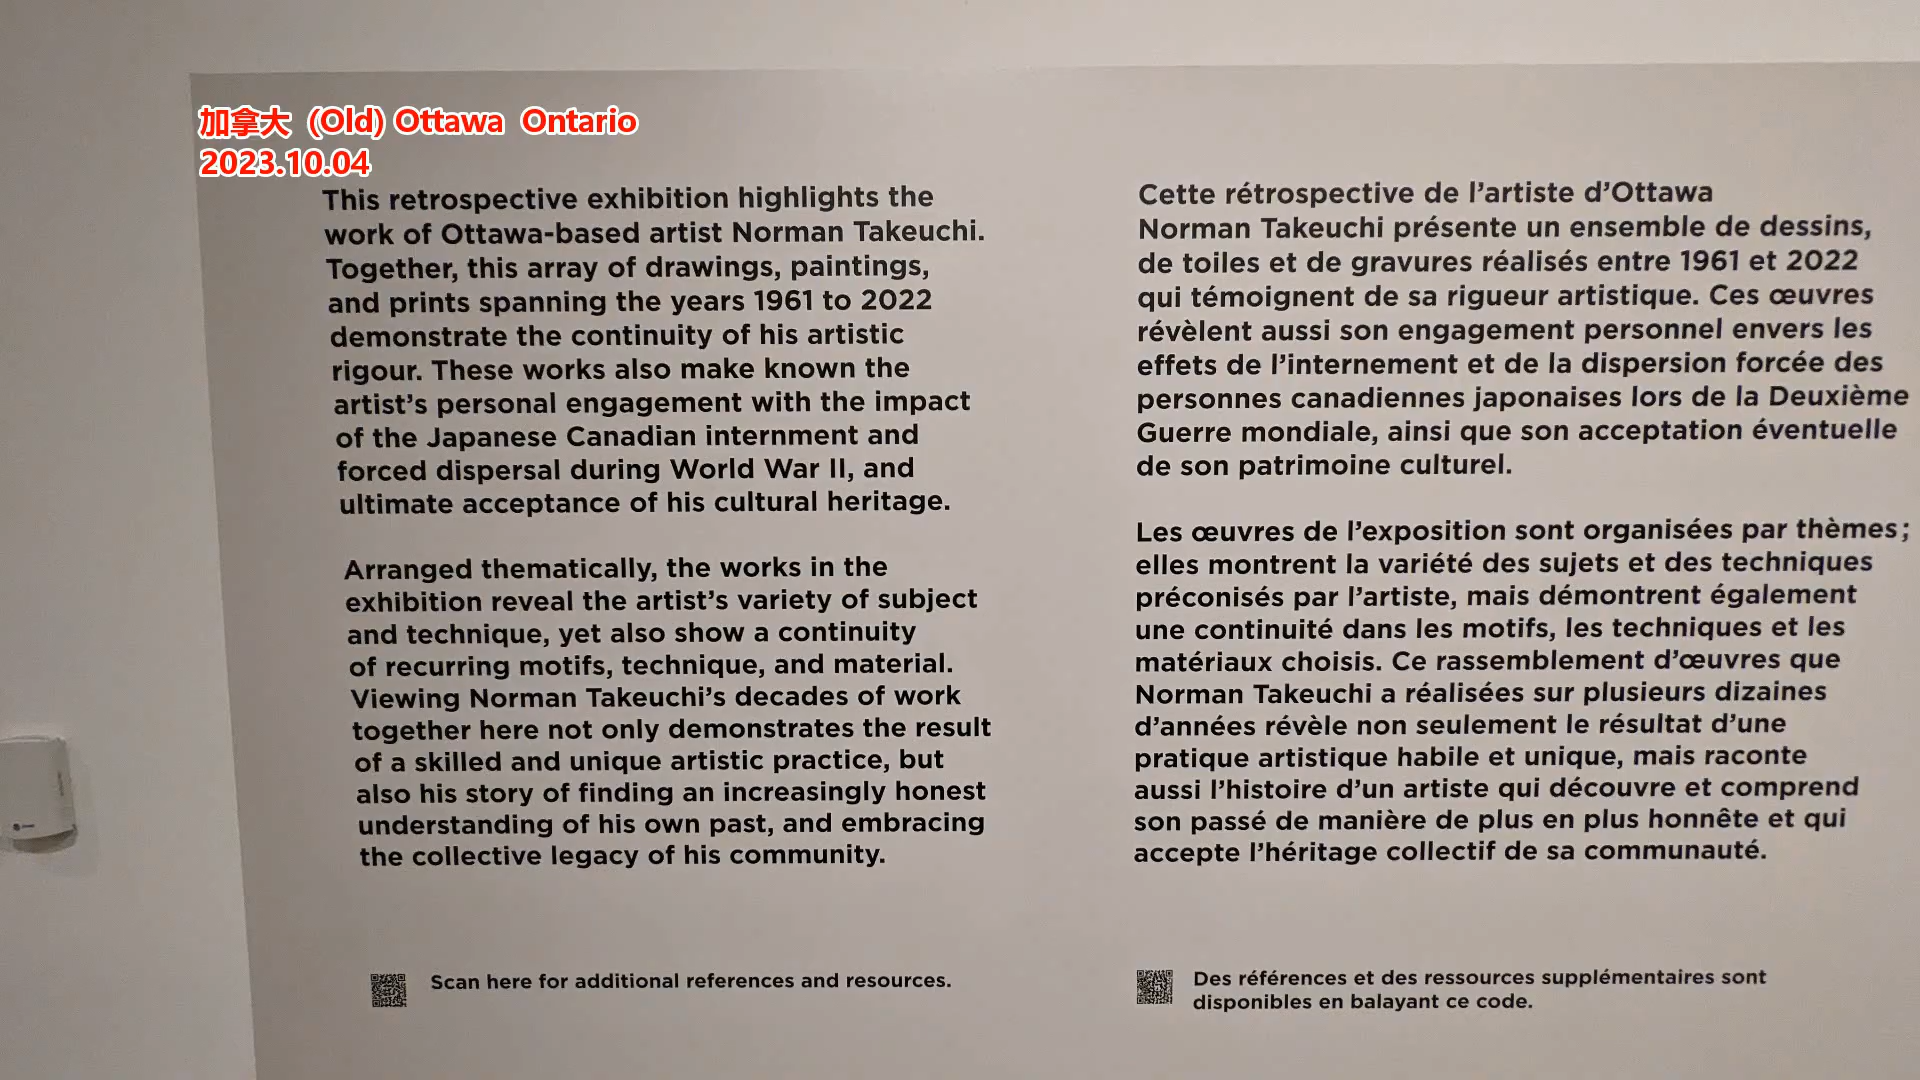 加拿大 (Old) Ottawa Ontario
2023.10.04
This retrospective exhibition highlights the
work of Ottawa-based artist Norman Takeuchi.
Together, this array of drawings, paintings,
and prints spanning the years 1961 to 2022
demonstrate the continuity of his artistic
rigour. These works also make known the
artist’s personal engagement with the impact
of the Japanese Canadian internment and
forced dispersal during World War II, and
ultimate acceptance of his cultural heritage.
Arranged thematically, the works in the
exhibition reveal the artist’s variety of subject
and technique, yet also show a continuity
of recurring motifs, technique, and material.
Viewing Norman Takeuchi’s decades of work
together here not only demonstrates the result
of a skilled and unique artistic practice, but
also his story of finding an increasingly honest
understanding of his own past, and embracing
the collective legacy of his community.
Scan here for additional references and resources.
Cette rétrospective de l’artiste d’Ottawa
Norman Takeuchi présente un ensemble de dessins,
de toiles et de gravures réalisés entre 1961 et 2022
qui témoignent de sa rigueur artistique. Ces œuvres
révèlent aussi son engagement personnel envers les
effets de l’internement et de la dispersion forcée des
personnes canadiennes japonaises lors de la Deuxième
Guerre mondiale, ainsi que son acceptation éventuelle
de son patrimoine culturel.
Les œuvres de l’exposition sont organisées par thèmes ;
elles montrent la variété des sujets et des techniques
préconisés par l’artiste, mais démontrent également
une continuité dans les motifs, les techniques et les
matériaux choisis. Ce rassemblement d’œuvres que
Norman Takeuchi a réalisées sur plusieurs dizaines
d’années révèle non seulement le résultat d’une
pratique artistique habile et unique, mais raconte
aussi l’histoire d’un artiste qui découvre et comprend
son passé de manière de plus en plus honnête et qui
accepte l’héritage collectif de sa communauté.
Des références et des ressources supplémentaires sont
disponibles en balayant ce code.